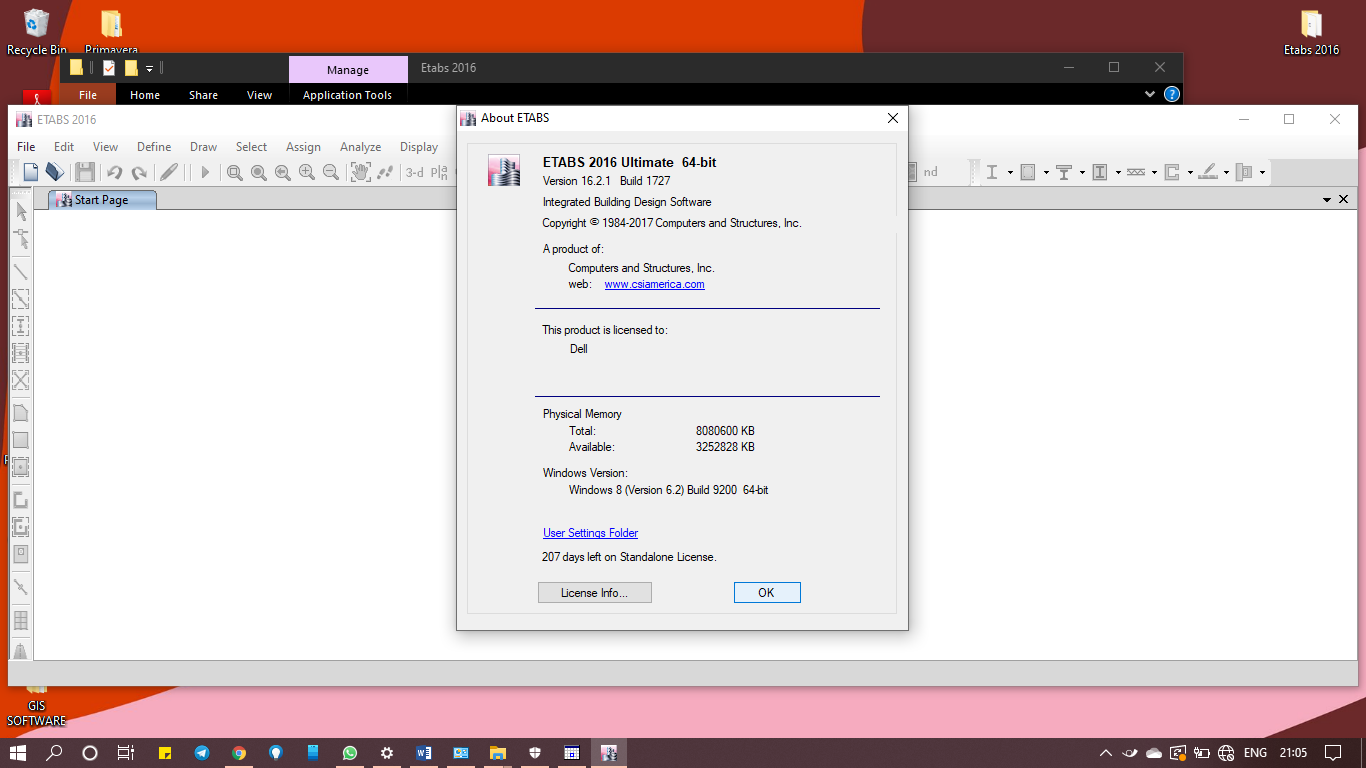 Recycle Bin
Primavera
Etabs 2016
Manage
Etabs 2016
File
Home
Share
View
Application Tools
ETABS 2016
File
Edit
View
Define
Draw
Select
Assign
Analyze
Display
3-d
nd
Start Page
About ETABS
ETABS 2016 Ultimate 64-bit
Version 16.2.1 Build 1727
Integrated Building Design Software
Copyright © 1984-2017 Computers and Structures, Inc.
A product of:
Computers and Structures, Inc.
web: www.csiamerica.com
This product is licensed to:
Dell
Physical Memory
Total: 8080600 KB
Available: 3252828 KB
Windows Version:
Windows 8 (Version 6.2) Build 9200 64-bit
User Settings Folder
207 days left on Standalone License.
License Info...
OK
GIS
SOFTWARE
ENG
21:05